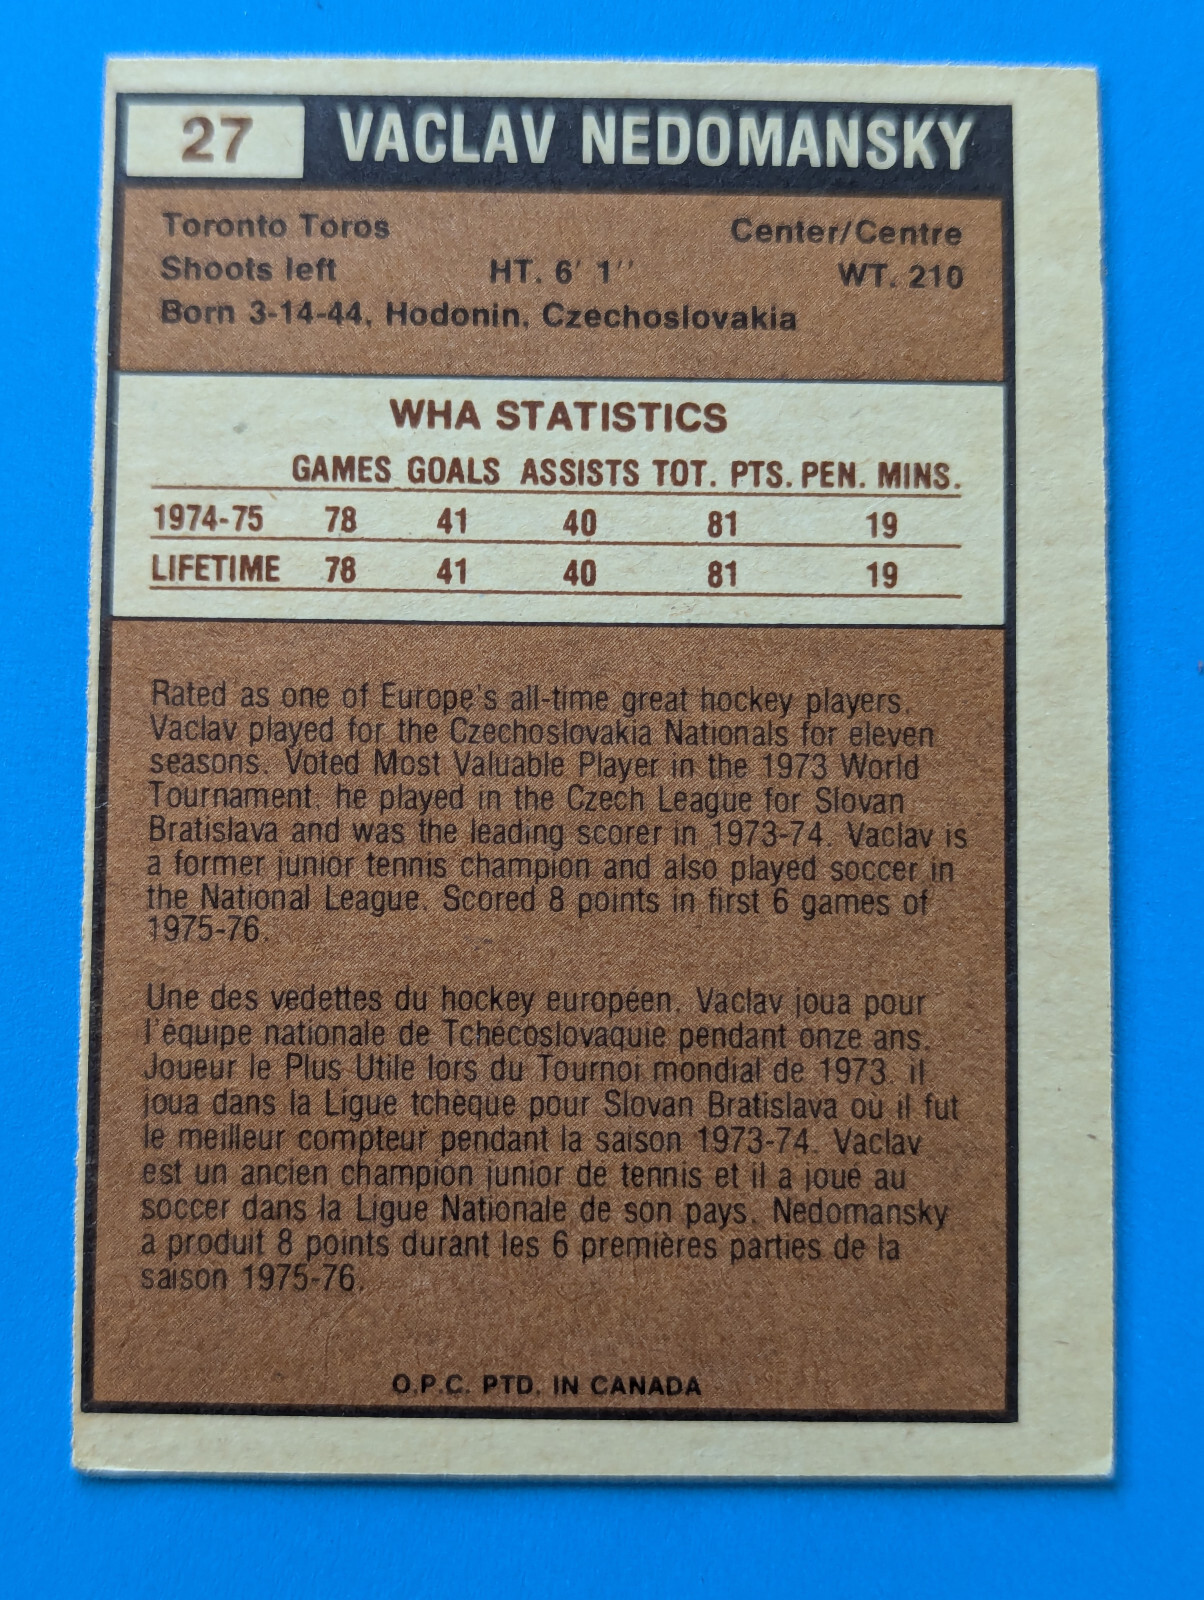 27 VACLAV NEDOMANSKY
Toronto Toros Center/Centre
Shoots left HT. 6' 1'' WT. 210
Born 3-14-44, Hodonin, Czechoslovakia
WHA STATISTICS
GAMES GOALS ASSISTS TOT. PTS. PEN. MINS.
1974-75 78 41 40 81 19
LIFETIME 78 41 40 81 19
Rated as one of Europe's all-time great hockey players,
Vaclav played for the Czechoslovakia Nationals for eleven
seasons. Voted Most Valuable Player in the 1973 World
Tournament, he played in the Czech League for Slovan
Bratislava and was the leading scorer in 1973-74. Vaclav is
a former junior tennis champion and also played soccer in
the National League. Scored 8 points in first 6 games of
1975-76.
Une des vedettes du hockey européen, Vaclav joua pour
l'équipe nationale de Tchécoslovaquie pendant onze ans.
Joueur le Plus Utile lors du Tournoi mondial de 1973, il
joua dans la Ligue tchèque pour Slovan Bratislava où il fut
le meilleur compteur pendant la saison 1973-74. Vaclav
est un ancien champion junior de tennis et il a joué au
soccer dans la Ligue Nationale de son pays. Nedomansky
a produit 8 points durant les 6 premières parties de la
saison 1975-76.
O.P.C. PTD. IN CANADA